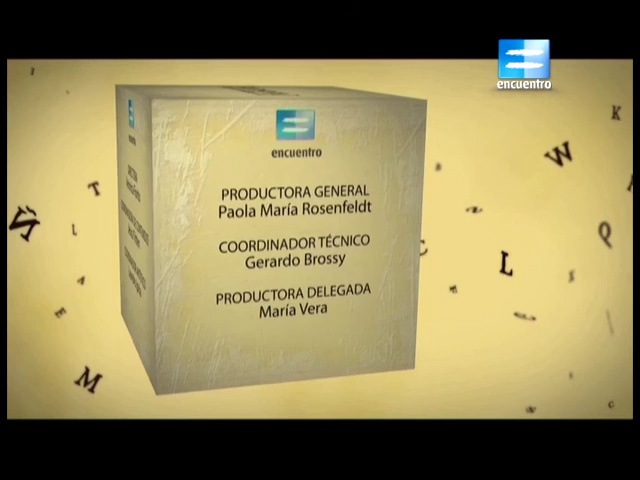 encuentro
encuentro
PRODUCTORA GENERAL
Paola María Rosenfeldt
COORDINADOR TÉCNICO
Gerardo Brossy
PRODUCTORA DELEGADA
María Vera
K
W
T
Ñ
L
Q
C
L
A
E
M